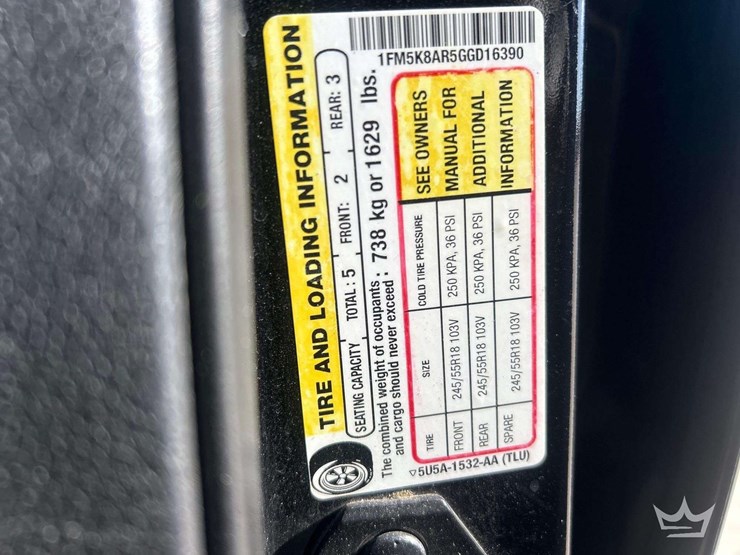 1FM5K8AR5GGD16390
TIRE AND LOADING INFORMATION
SEATING CAPACITY TOTAL: 5 FRONT: 2 REAR: 3
The combined weight of occupants : 738 kg or 1629 lbs.
and cargo should never exceed :
TIRE SIZE COLD TIRE PRESSURE
FRONT 245/55R18 103V 250 KPA, 36 PSI
REAR 245/55R18 103V 250 KPA, 36 PSI
SPARE 245/55R18 103V 250 KPA, 36 PSI
SEE OWNERS
MANUAL FOR
ADDITIONAL
INFORMATION
5U5A-1532-AA (TLU)